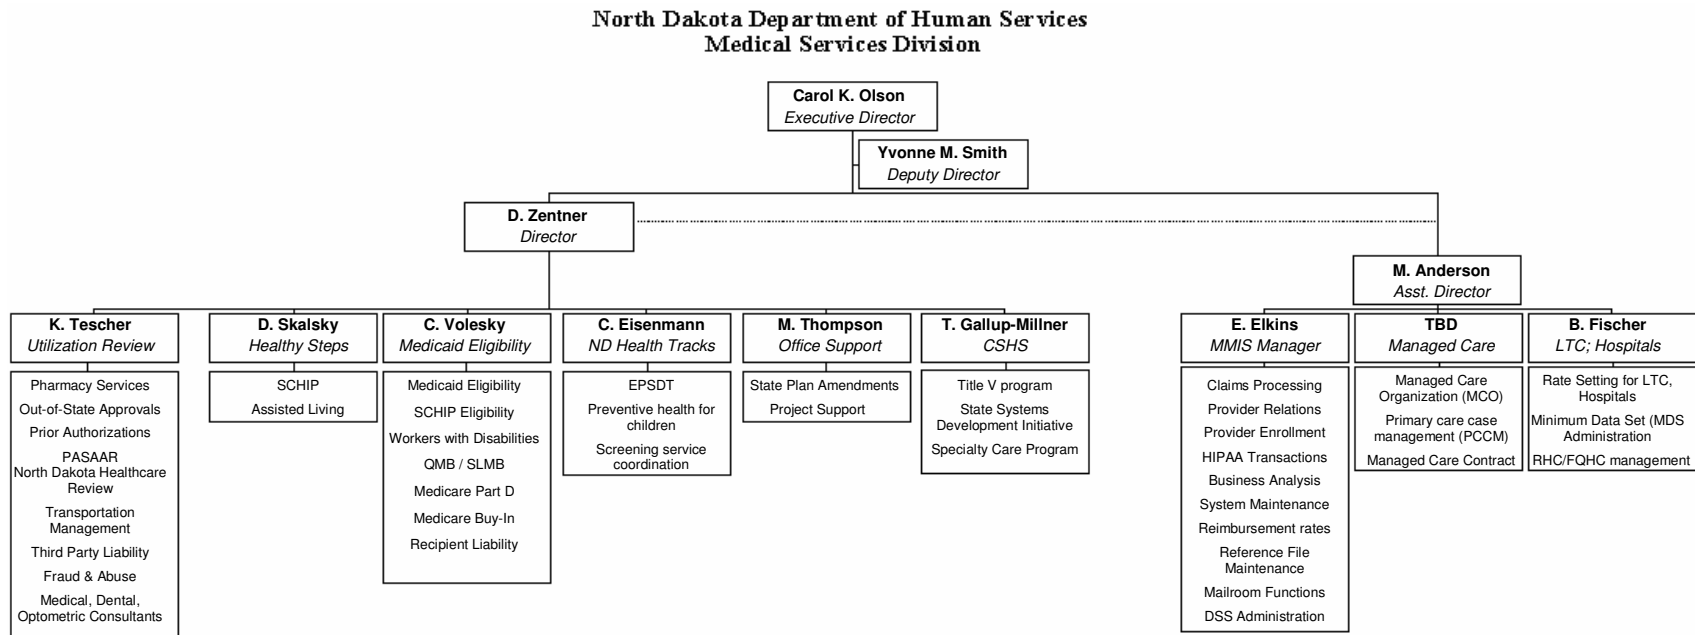 North Dakota Department of Human Services
Medical Services Division
Carol K. Olson
Executive Director
Yvonne M. Smith
Deputy Director
D. Zentner
Director
M. Anderson
Asst. Director
K. Tescher
Utilization Review
Pharmacy Services
Out-of-State Approvals
Prior Authorizations
PASAAR
North Dakota Healthcare
Review
Transportation
Management
Third Party Liability
Fraud & Abuse
Medical, Dental,
Optometric Consultants
D. Skalsky
Healthy Steps
SCHIP
Assisted Living
C. Volesky
Medicaid Eligibility
Medicaid Eligibility
SCHIP Eligibility
Workers with Disabilities
QMB / SLMB
Medicare Part D
Medicare Buy-In
Recipient Liability
C. Eisenmann
ND Health Tracks
EPSDT
Preventive health for
children
Screening service
coordination
M. Thompson
Office Support
State Plan Amendments
Project Support
T. Gallup-Millner
CSHS
Title V program
State Systems
Development Initiative
Specialty Care Program
E. Elkins
MMIS Manager
Claims Processing
Provider Relations
Provider Enrollment
HIPAA Transactions
Business Analysis
System Maintenance
Reimbursement rates
Reference File
Maintenance
Mailroom Functions
DSS Administration
TBD
Managed Care
Managed Care
Organization (MCO)
Primary care case
management (PCCM)
Managed Care Contract
B. Fischer
LTC; Hospitals
Rate Setting for LTC,
Hospitals
Minimum Data Set (MDS
Administration
RHC/FQHC management